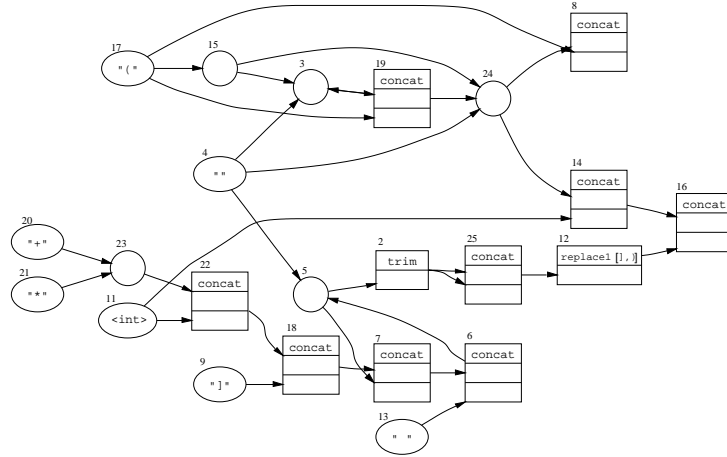 8
concat
17
"("
15
3
19
concat
24
4
""
14
concat
16
concat
20
"+"
23
21
"*"
22
concat
11
<int>
5
2
trim
25
concat
12
replace1[],)]
18
concat
9
"]"
7
concat
6
concat
13
" "